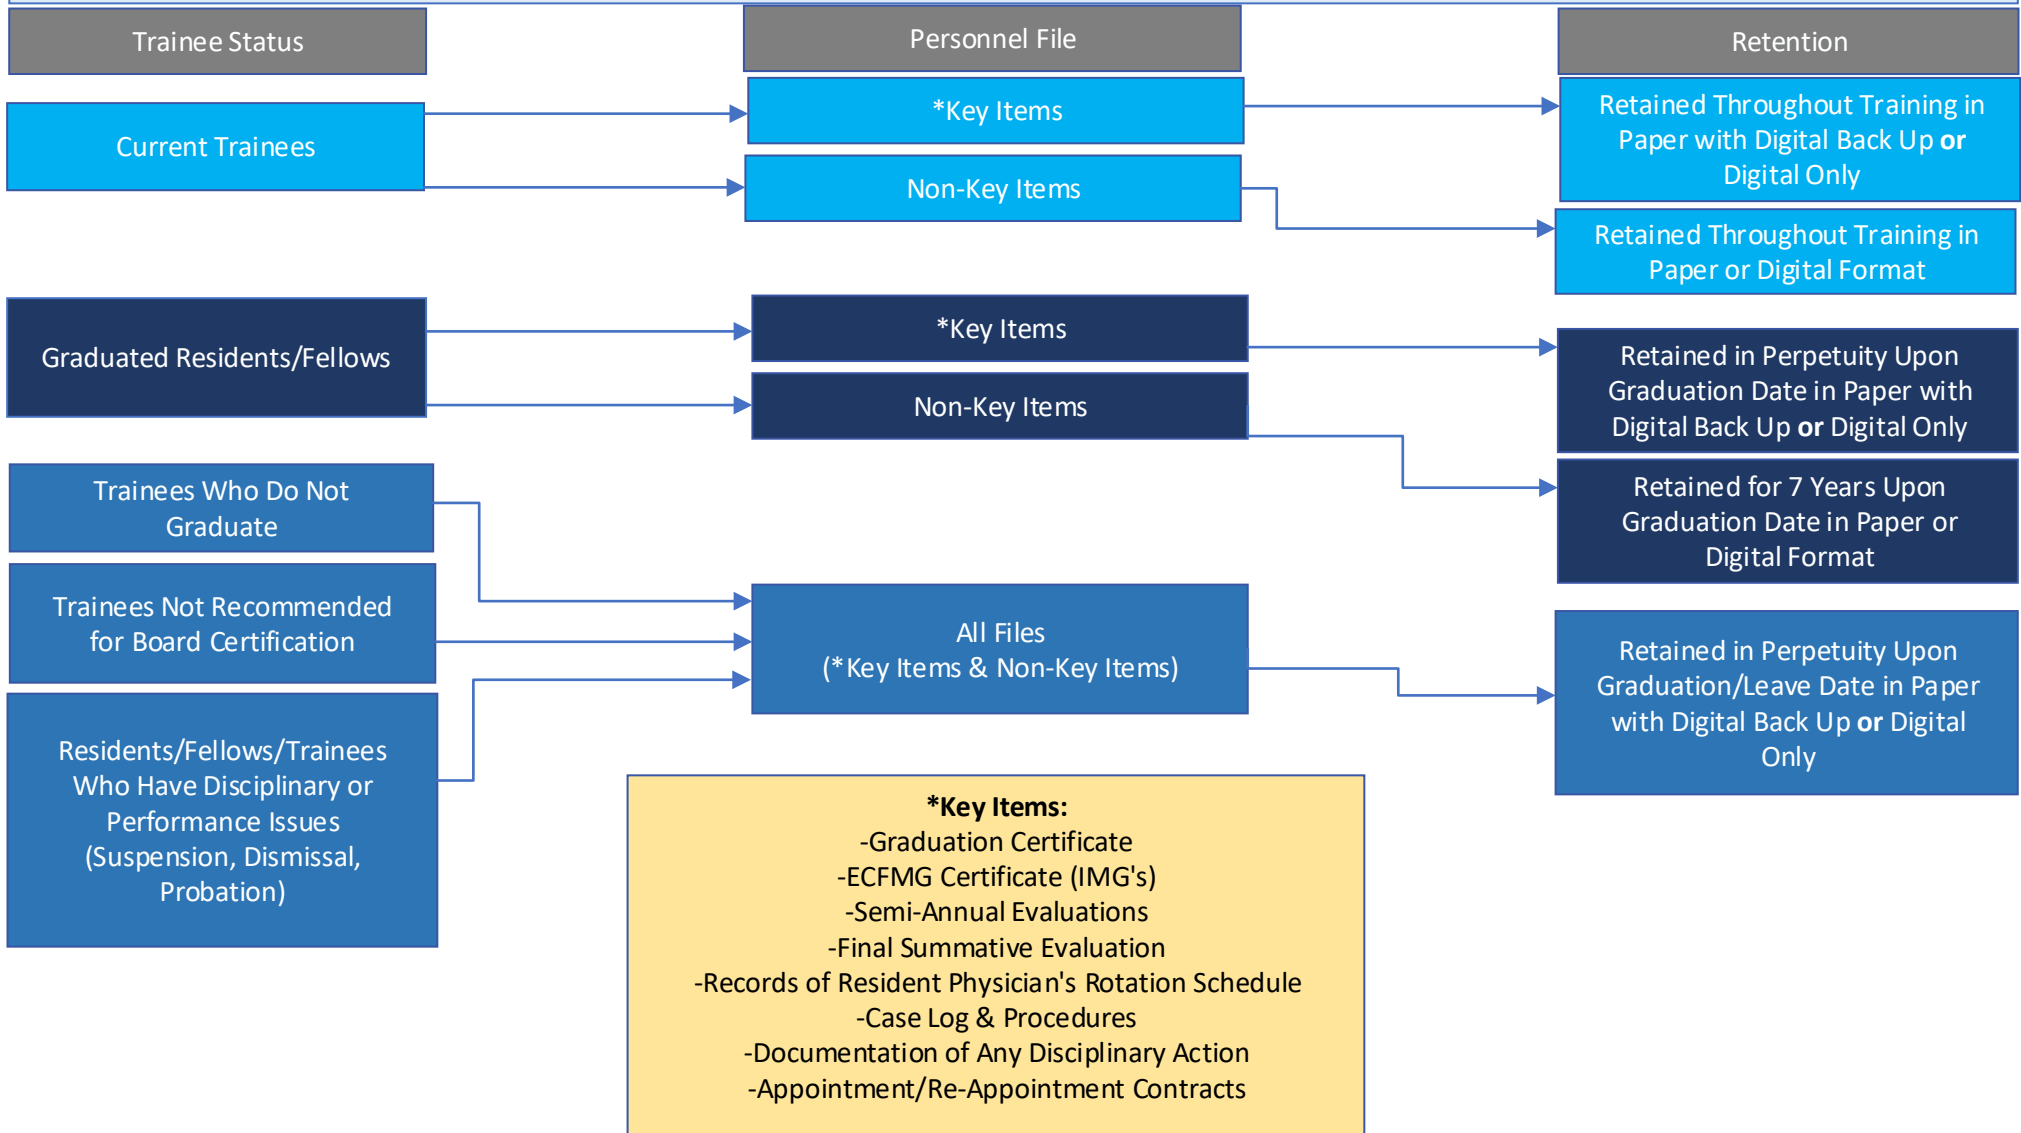 Trainee Status
Personnel File
Retention
Current Trainees
*Key Items
Non-Key Items
Retained Throughout Training in
Paper with Digital Back Up or
Digital Only
Retained Throughout Training in
Paper or Digital Format
Graduated Residents/Fellows
*Key Items
Non-Key Items
Retained in Perpetuity Upon
Graduation Date in Paper with
Digital Back Up or Digital Only
Retained for 7 Years Upon
Graduation Date in Paper or
Digital Format
Trainees Who Do Not
Graduate
Trainees Not Recommended
for Board Certification
Residents/Fellows/Trainees
Who Have Disciplinary or
Performance Issues
(Suspension, Dismissal,
Probation)
All Files
(*Key Items & Non-Key Items)
Retained in Perpetuity Upon
Graduation/Leave Date in Paper
with Digital Back Up or Digital
Only
*Key Items:
-Graduation Certificate
-ECFMG Certificate (IMG's)
-Semi-Annual Evaluations
-Final Summative Evaluation
-Records of Resident Physician's Rotation Schedule
-Case Log & Procedures
-Documentation of Any Disciplinary Action
-Appointment/Re-Appointment Contracts